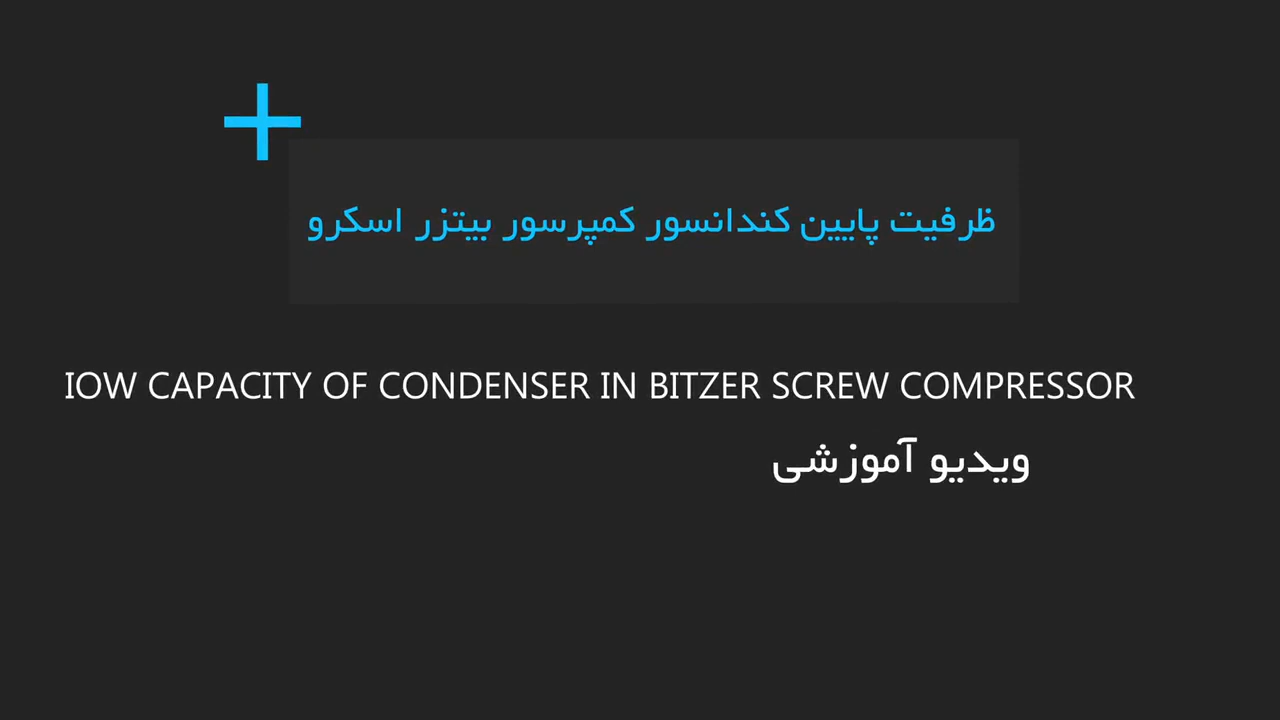 ظرفیت پایین کندانسور کمپرسور بیتزر اسکرو
IOW CAPACITY OF CONDENSER IN BITZER SCREW COMPRESSOR
ویدیو آموزشی